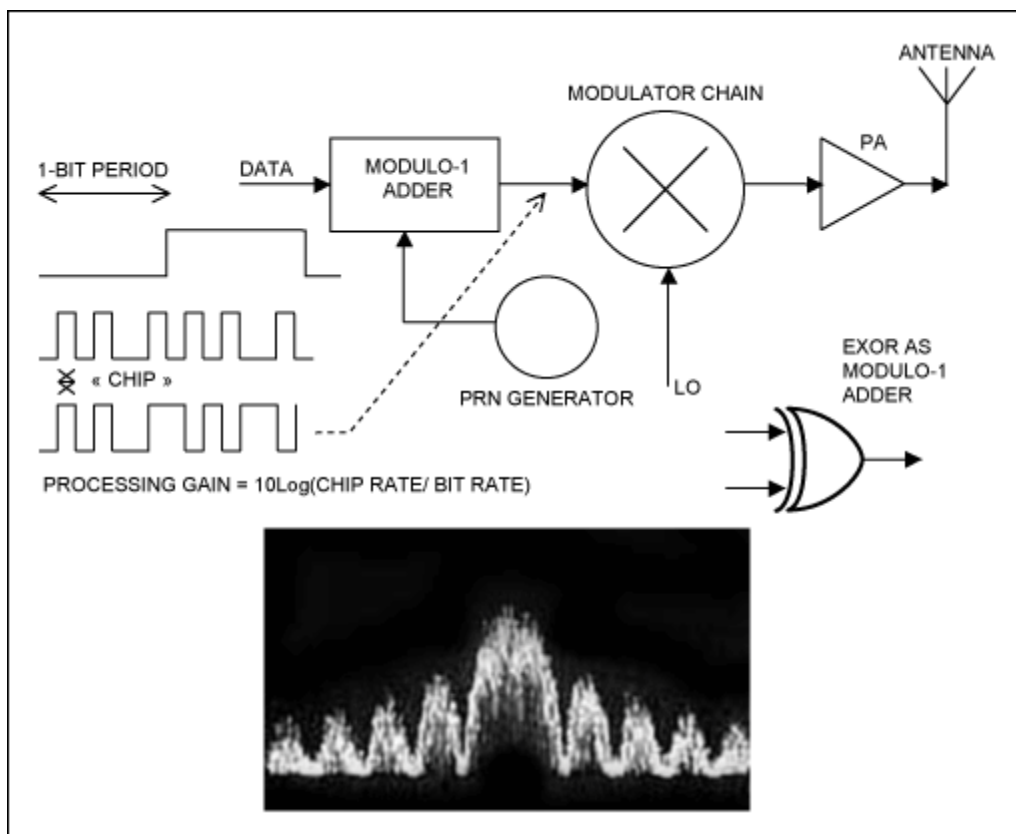 ANTENNA
MODULATOR CHAIN
PA
1-BIT PERIOD
DATA
MODULO-1
ADDER
« CHIP »
PRN GENERATOR
LO
EXOR AS
MODULO-1
ADDER
PROCESSING GAIN = 10Log(CHIP RATE/ BIT RATE)